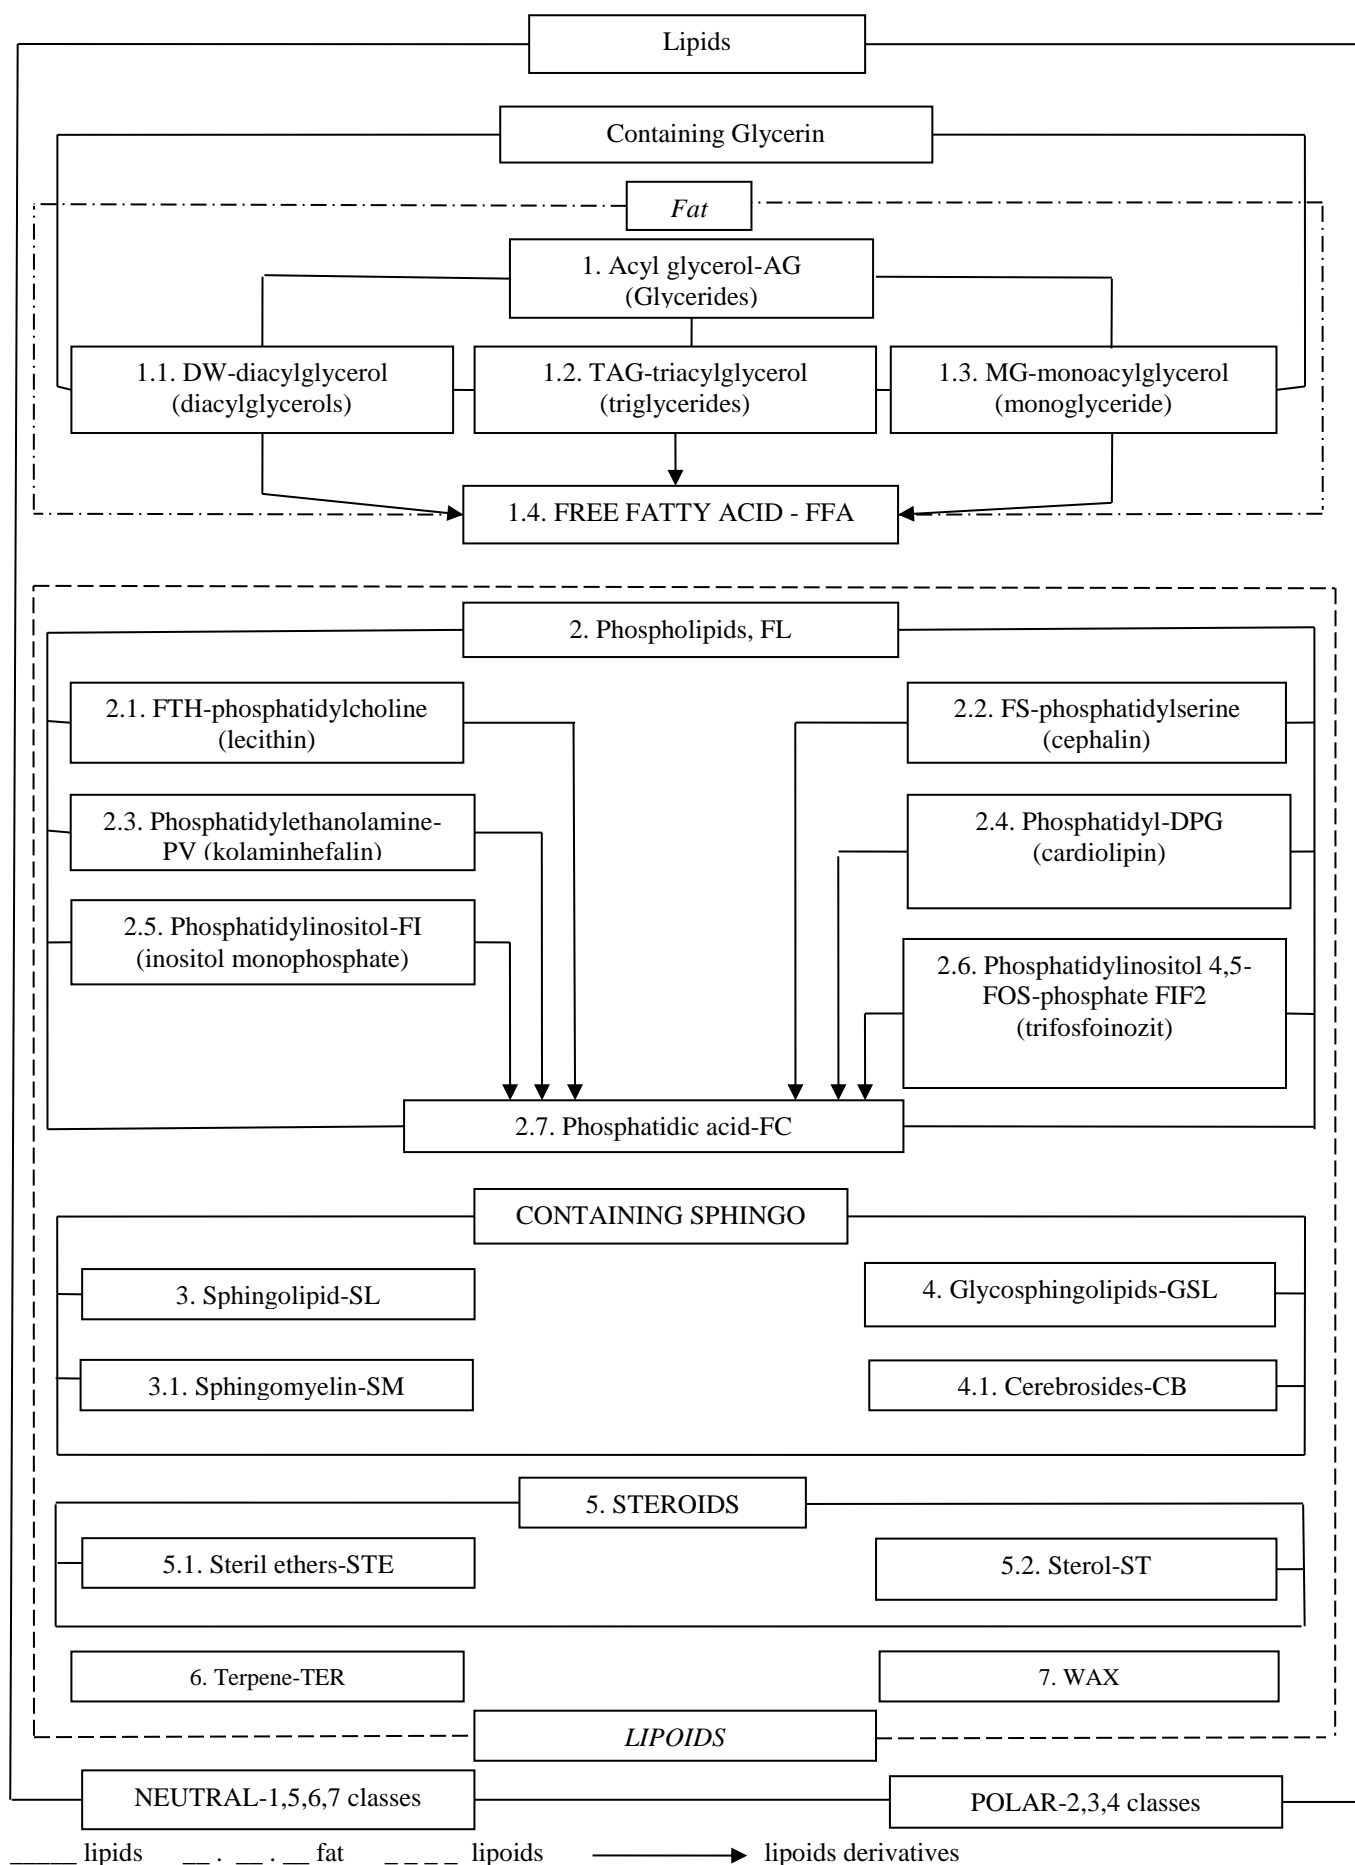 Lipids
Containing Glycerin
Fat
1. Acyl glycerol-AG
(Glycerides)
1.1. DW-diacylglycerol
(diacylglycerols)
1.2. TAG-triacylglycerol
(triglycerides)
1.3. MG-monoacylglycerol
(monoglyceride)
1.4. FREE FATTY ACID - FFA
2. Phospholipids, FL
2.1. FTH-phosphatidylcholine
(lecithin)
2.2. FS-phosphatidylserine
(cephalin)
2.3. Phosphatidylethanolamine-
PV (kolaminhefalin)
2.4. Phosphatidyl-DPG
(cardiolipin)
2.5. Phosphatidylinositol-FI
(inositol monophosphate)
2.6. Phosphatidylinositol 4,5-
FOS-phosphate FIF2
(trifosfoinozit)
2.7. Phosphatidic acid-FC
CONTAINING SPHINGO
3. Sphingolipid-SL
4. Glycosphingolipids-GSL
3.1. Sphingomyelin-SM
4.1. Cerebrosides-CB
5. STEROIDS
5.1. Steril ethers-STE
5.2. Sterol-ST
6. Terpene-TER
7. WAX
LIPOIDS
NEUTRAL-1,5,6,7 classes
POLAR-2,3,4 classes
_____ lipids __ . __ . __ fat _ _ _ _ lipoids lipoids derivatives